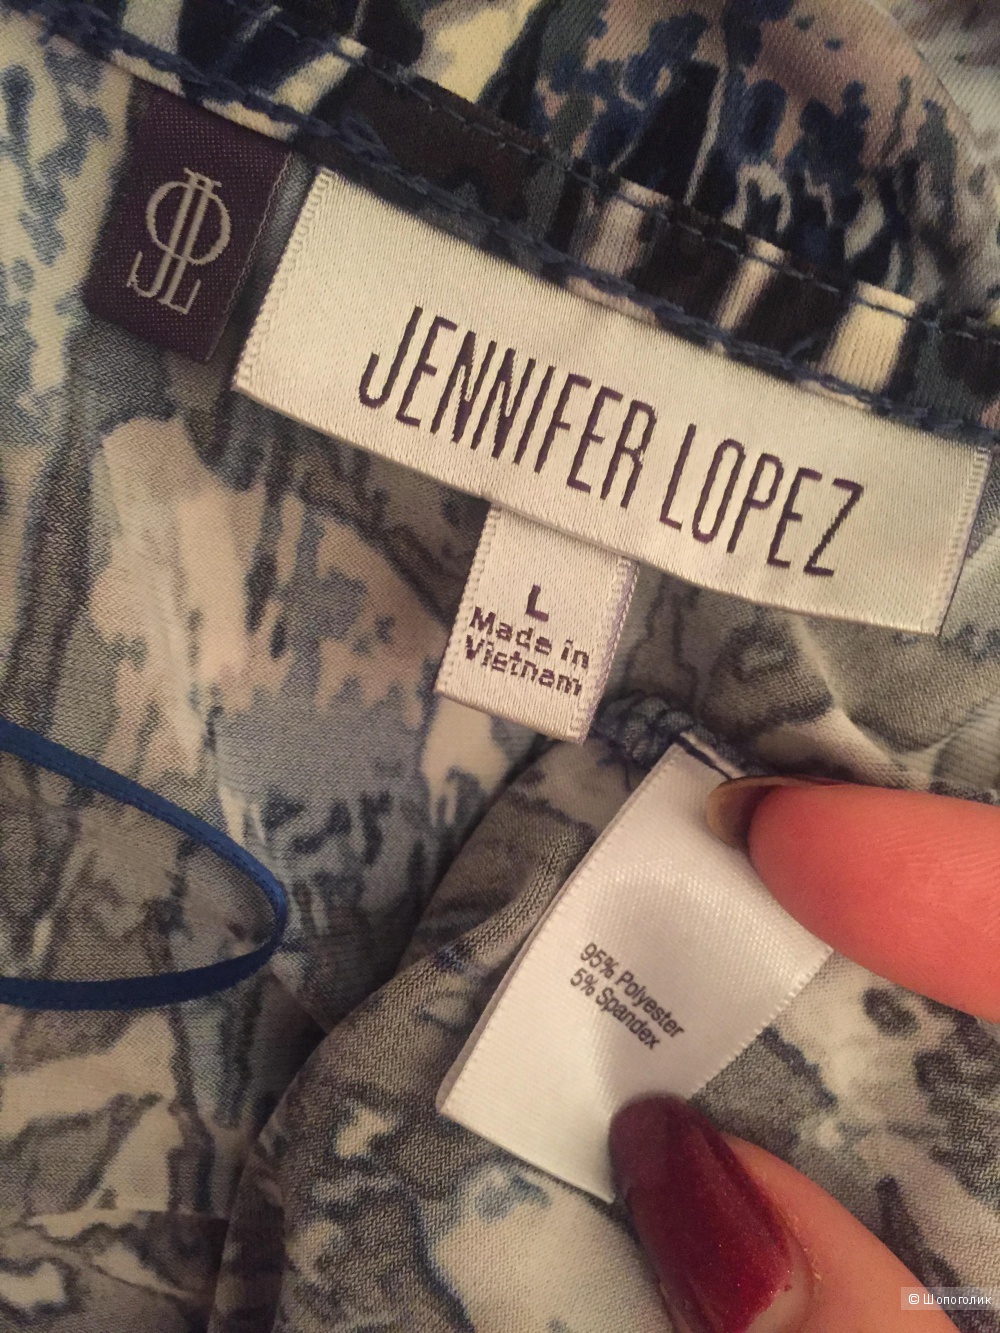 JL
JENNIFER LOPEZ
L
Made in
Vietnam
95% Polyester
5% Spandex
© Шопоголик